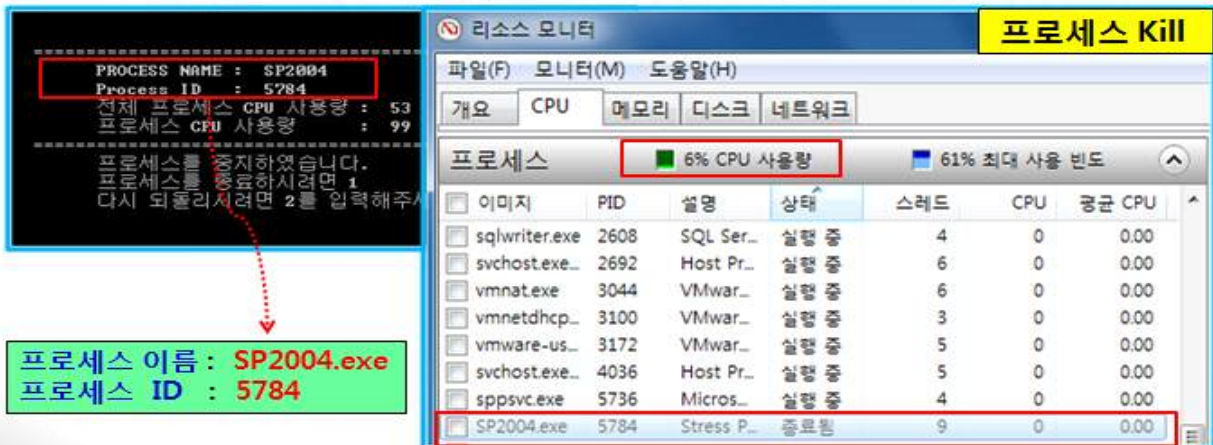 PROCESS NAME : SP2004
Process ID : 5784
전체 프로세스 CPU 사용량 : 53
프로세스 CPU 사용량 : 99
프로세스를 중지하였습니다.
프로세스를 종료하시려면 1
다시 되돌리시려면 2를 입력해주시
프로세스 이름 : SP2004.exe
프로세스 ID : 5784
리소스 모니터
프로세스 Kill
파일(F) 모니터(M) 도움말(H)
개요 CPU 메모리 디스크 네트워크
프로세스 6% CPU 사용량 61% 최대 사용 빈도
이미지 PID 설명 상태 스레드 CPU 평균 CPU
sqlwriter.exe 2608 SQL Ser... 실행 중 4 0 0.00
svchost.exe... 2692 Host Pr... 실행 중 6 0 0.00
vmnat.exe 3044 VMwar... 실행 중 6 0 0.00
vmnetdhcp... 3100 VMwar... 실행 중 3 0 0.00
vmware-us... 3172 VMwar... 실행 중 5 0 0.00
svchost.exe... 4036 Host Pr... 실행 중 5 0 0.00
sppsvc.exe 5736 Micros... 실행 중 4 0 0.00
SP2004.exe 5784 Stress P... 종료됨 9 0 0.00